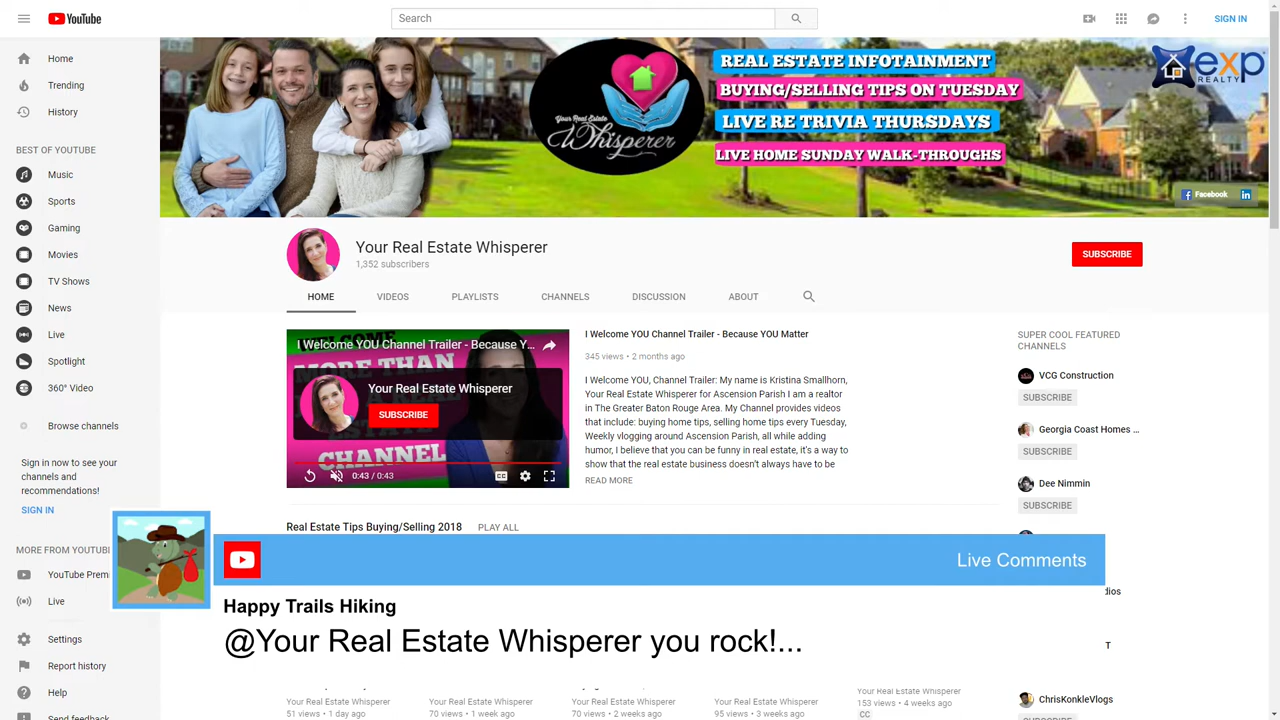 YouTube
Search
SIGN IN
Home
Trending
History
BEST OF YOUTUBE
Music
Sports
Gaming
Movies
TV Shows
News
Live
Spotlight
360° Video
Browse channels
Sign in now to see your
channels and
recommendations!
SIGN IN
MORE FROM YOUTUBE
YouTube Prem
Live
Settings
Report history
Help
Send feedback
Your Real Estate
Whisperer
REAL ESTATE INFOTAINMENT
BUYING/SELLING TIPS ON TUESDAY
LIVE RE TRIVIA THURSDAYS
LIVE HOME SUNDAY WALK-THROUGHS
exp
REALTY
Facebook
in
Your Real Estate Whisperer
1,352 subscribers
SUBSCRIBE
HOME
VIDEOS
PLAYLISTS
CHANNELS
DISCUSSION
ABOUT
WELCOME
MORE THAN
CHANNEL
I Welcome YOU Channel Trailer - Because Y...
Your Real Estate Whisperer
SUBSCRIBE
0:43 / 0:43
CC
I Welcome YOU Channel Trailer - Because YOU Matter
345 views • 2 months ago
I Welcome YOU, Channel Trailer: My name is Kristina Smallhorn,
Your Real Estate Whisperer for Ascension Parish I am a realtor
in The Greater Baton Rouge Area. My Channel provides videos
that include: buying home tips, selling home tips every Tuesday,
Weekly vlogging around Ascension Parish, all while adding
humor, I believe that you can be funny in real estate, it's a way to
show that the real estate business doesn't always have to be
READ MORE
SUPER COOL FEATURED
CHANNELS
VCG Construction
SUBSCRIBE
Georgia Coast Homes ...
SUBSCRIBE
Dee Nimmin
SUBSCRIBE
dios
T
ChrisKonkleVlogs
SUBSCRIBE
Real Estate Tips Buying/Selling 2018
PLAY ALL
Live Comments
Happy Trails Hiking
@Your Real Estate Whisperer you rock!...
Your Real Estate Whisperer
51 views • 1 day ago
Your Real Estate Whisperer
70 views • 1 week ago
Your Real Estate Whisperer
70 views • 2 weeks ago
Your Real Estate Whisperer
95 views • 3 weeks ago
Your Real Estate Whisperer
153 views • 4 weeks ago
CC